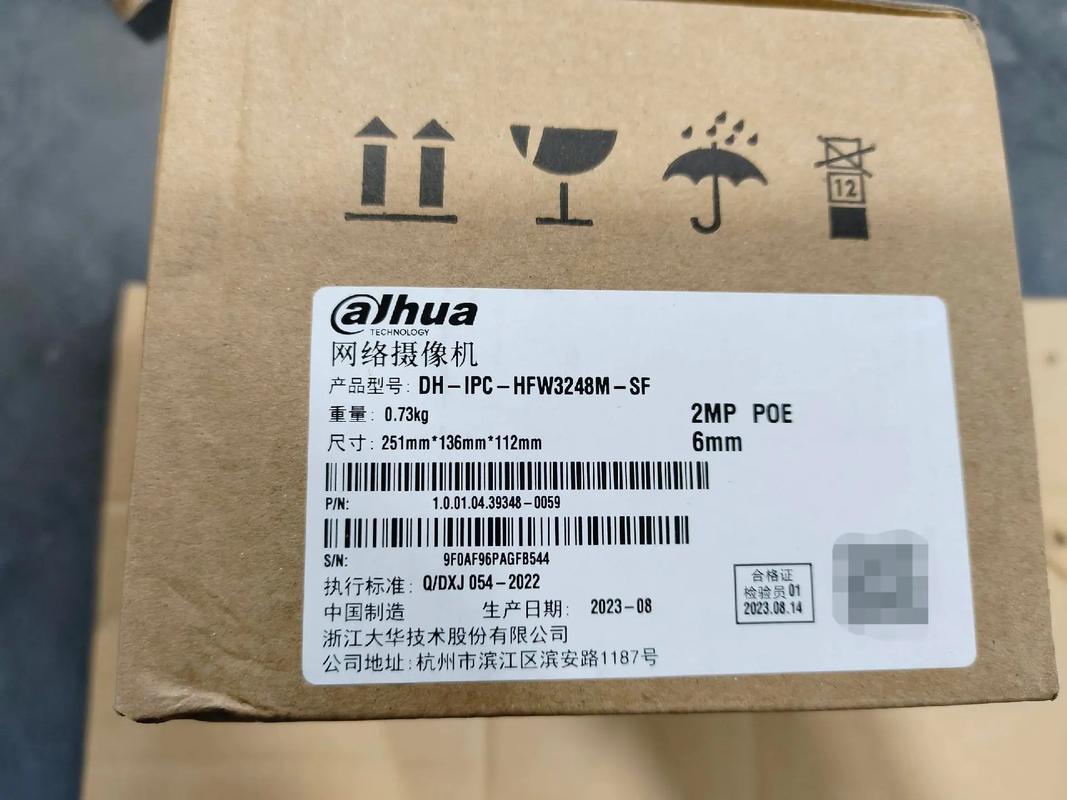 12
alhua
TECHNOLOGY
网络摄像机
产品型号: DH-IPC-HFW3248M-SF
重量: 0.73kg
2MP POE
尺寸: 251mm*136mm*112mm
6mm
P/N: 1.0.01.04.39348-0059
S/N: 9F0AF96PAGFB544
执行标准: Q/DXJ 054-2022
中国制造 生产日期: 2023-08
浙江大华技术股份有限公司
公司地址:杭州市滨江区滨安路1187号
合格证
检验员01
2023.08.14